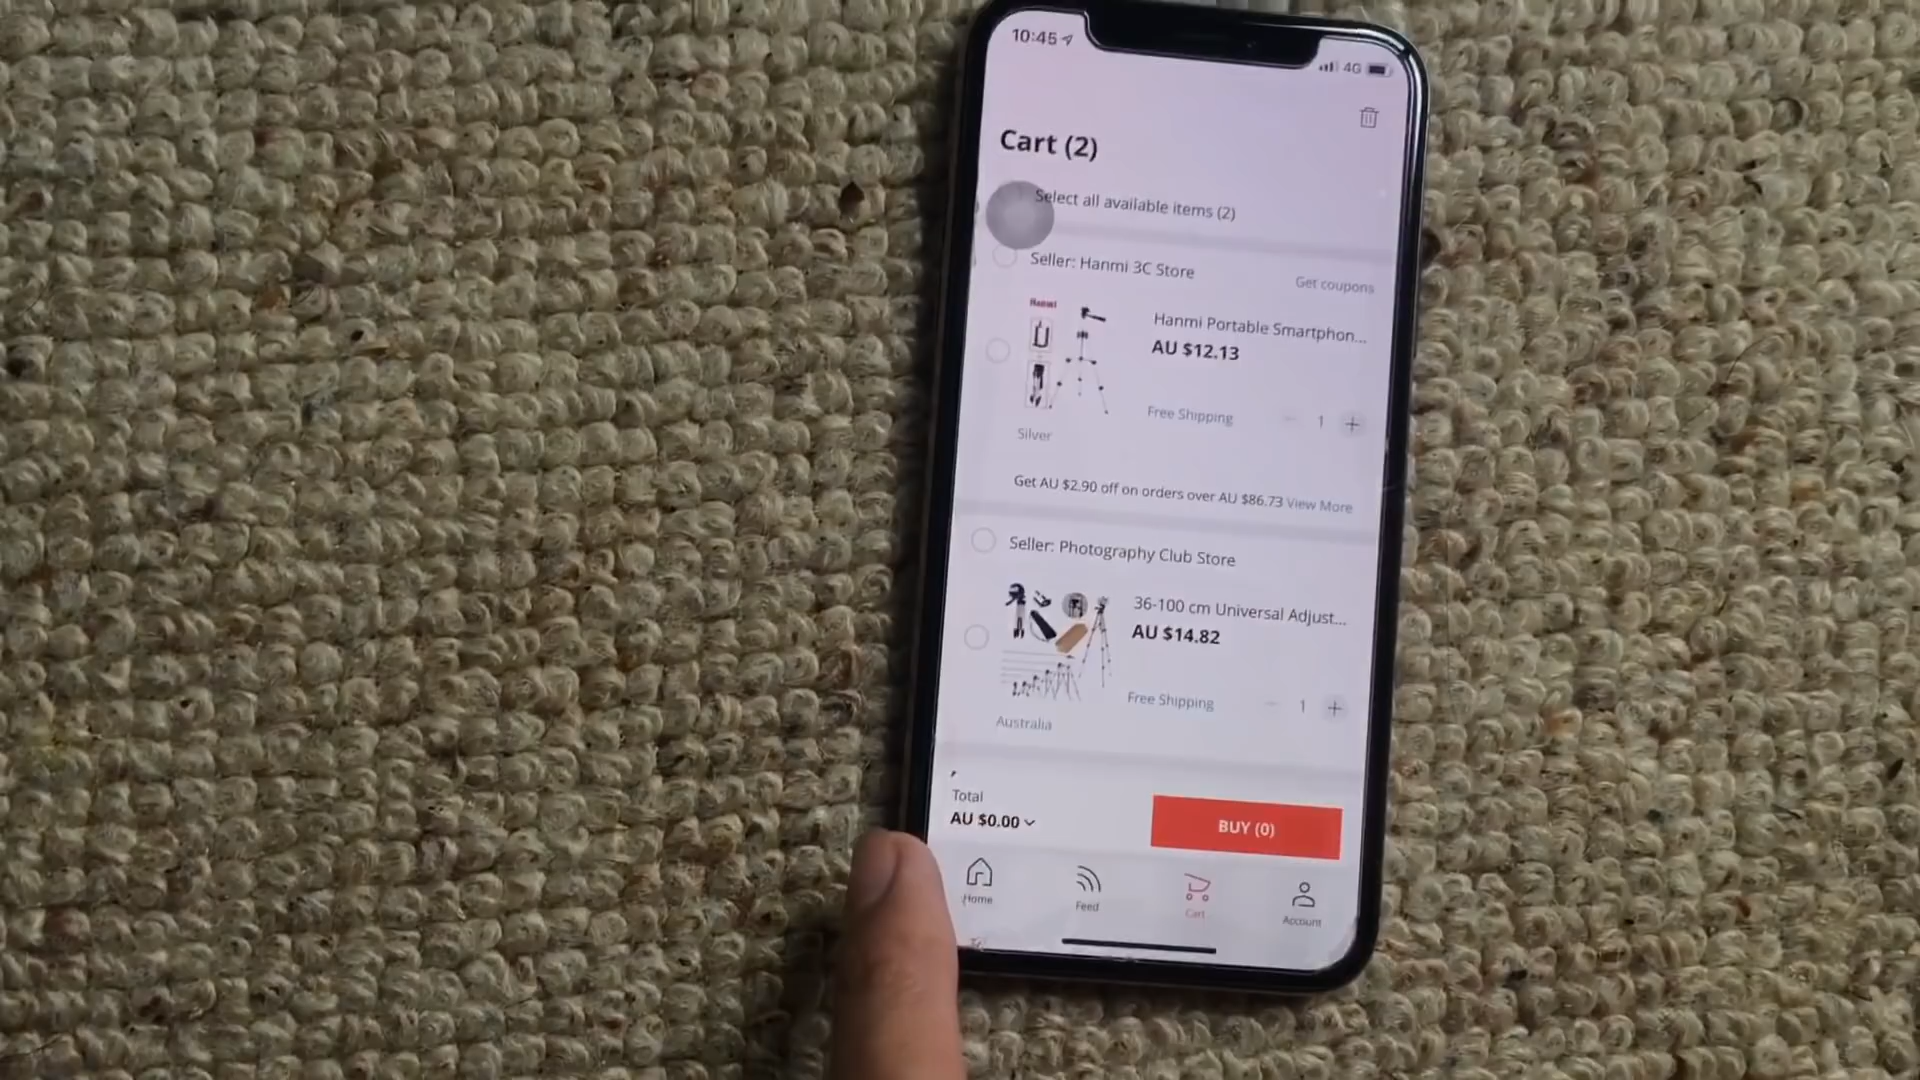 10:45
4G
Cart (2)
Select all available items (2)
Seller: Hanmi 3C Store
Get coupons
Hanmi
Hanmi Portable Smartphon...
AU $12.13
Free Shipping
1
Silver
Get AU $2.90 off on orders over AU $86.73 View More
Seller: Photography Club Store
36-100 cm Universal Adjust...
AU $14.82
Free Shipping
1
Australia
Total
AU $0.00
BUY (0)
Home
Feed
Cart
Account